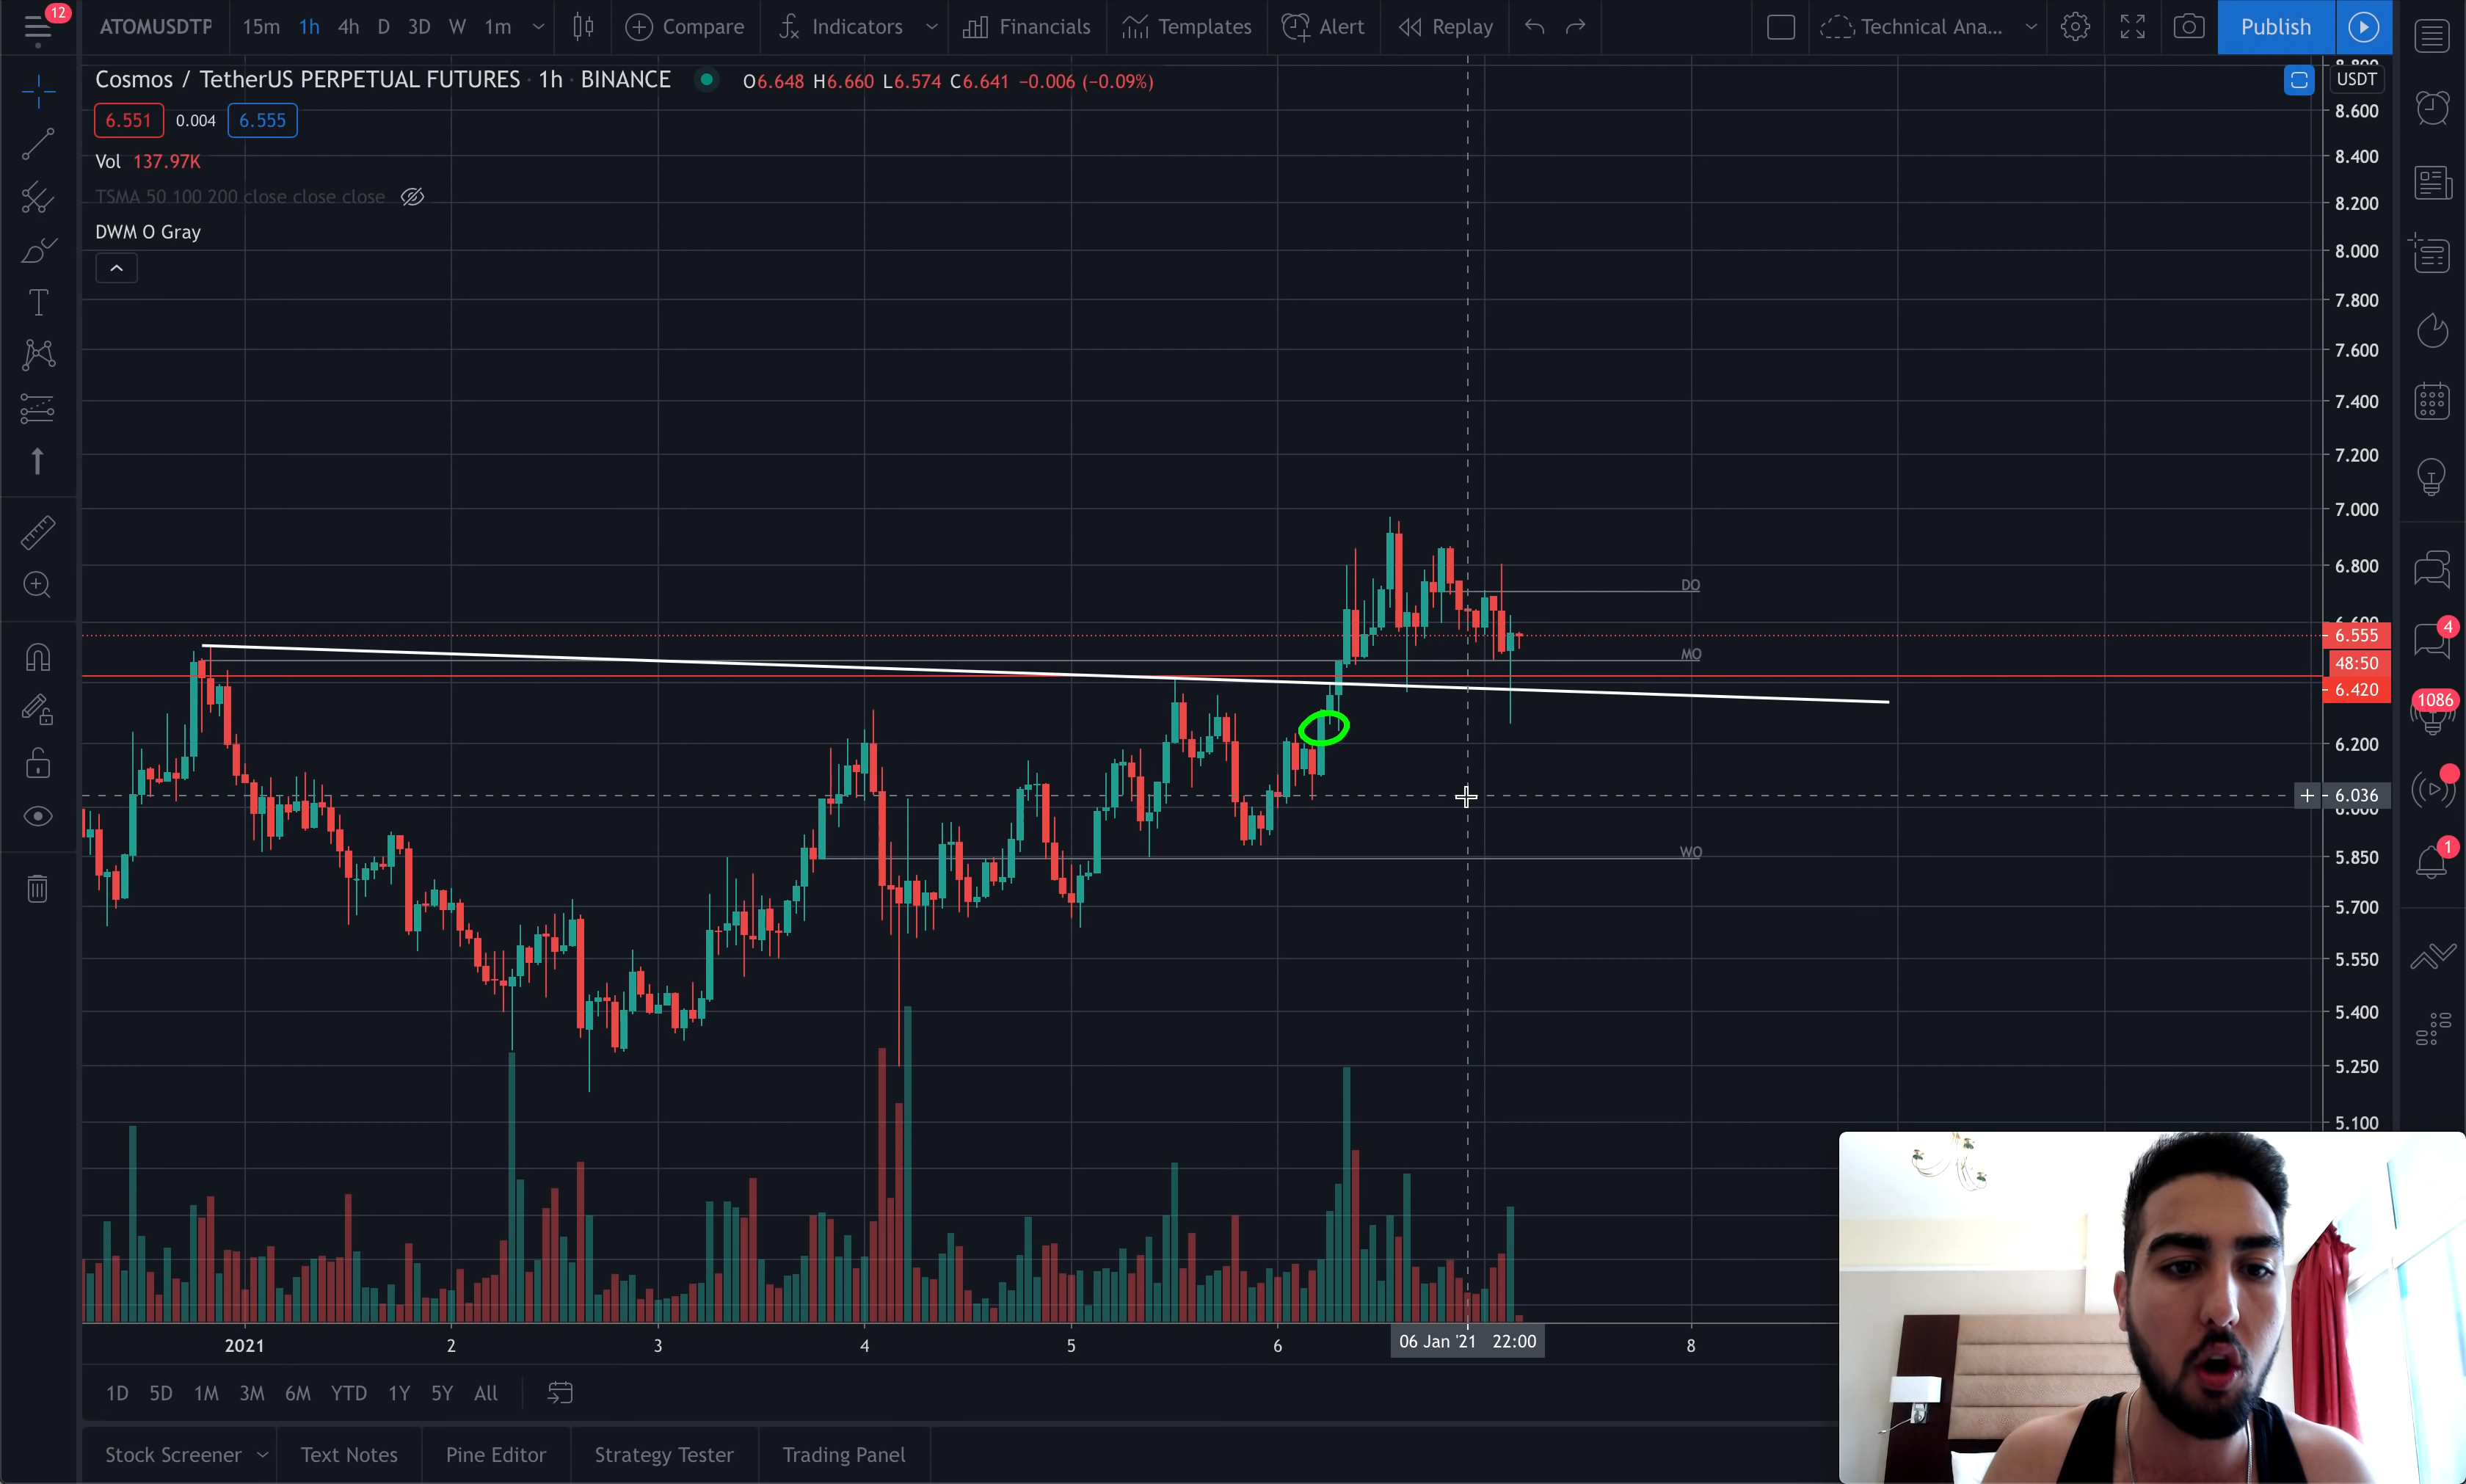 12
ATOMUSDTP 15m 1h 4h D 3D W 1m Compare Indicators Financials Templates Alert Replay Technical Ana... Publish
Cosmos / TetherUS PERPETUAL FUTURES · 1h · BINANCE O6.648 H6.660 L6.574 C6.641 −0.006 (−0.09%)
USDT
6.551 0.004 6.555
Vol 137.97K
TSMA 50 100 200 close close close
DWM O Gray
8.800
8.600
8.400
8.200
8.000
7.800
7.600
7.400
7.200
7.000
6.800
DO
6.600
6.555
4
MO
48:50
6.420
1086
6.200
6.036
6.000
WO
5.850
1
5.700
5.550
5.400
5.250
5.100
2021 2 3 4 5 6 06 Jan '21 22:00 8
1D 5D 1M 3M 6M YTD 1Y 5Y All
Stock Screener Text Notes Pine Editor Strategy Tester Trading Panel